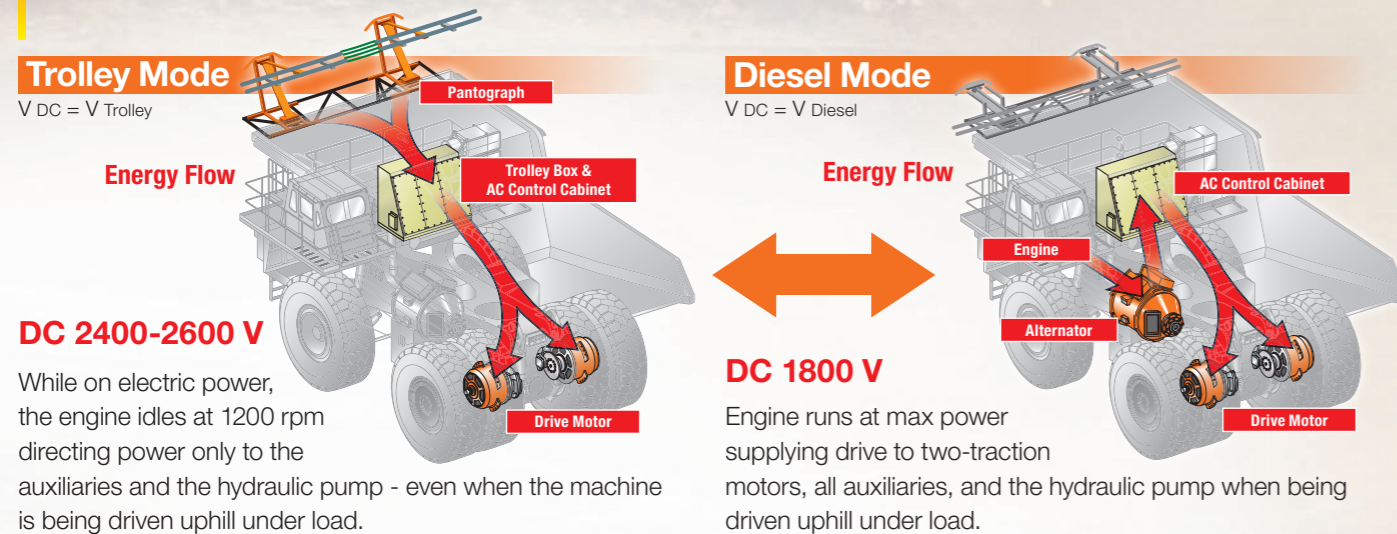 Trolley Mode
V DC = V Trolley
Pantograph
Energy Flow
Trolley Box &
AC Control Cabinet
DC 2400-2600 V
While on electric power,
the engine idles at 1200 rpm
directing power only to the
auxiliaries and the hydraulic pump - even when the machine
is being driven uphill under load.
Drive Motor
Diesel Mode
V DC = V Diesel
Energy Flow
AC Control Cabinet
Engine
Alternator
DC 1800 V
Engine runs at max power
supplying drive to two-traction
motors, all auxiliaries, and the hydraulic pump when being
driven uphill under load.
Drive Motor